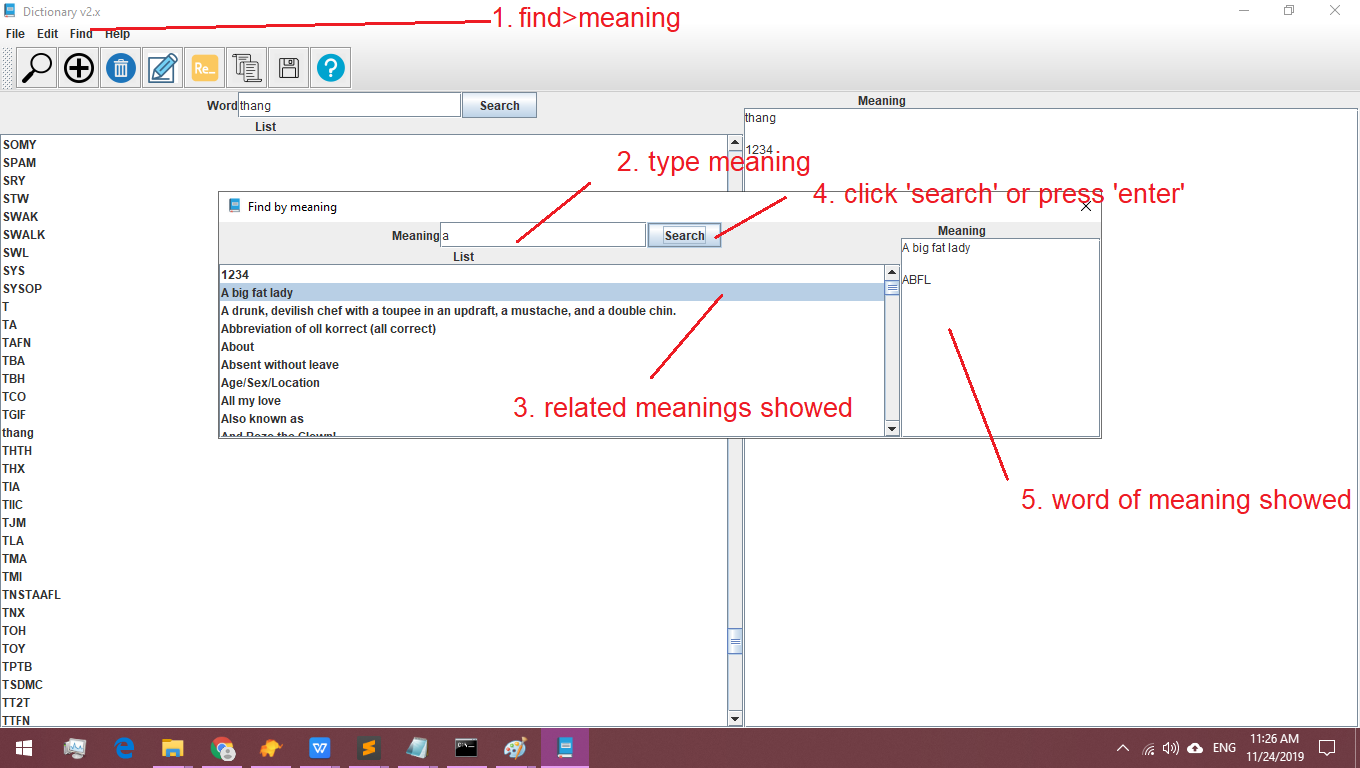 Dictionary v2.x
1. find>meaning
File Edit Find Help
Re_
Word thang Search
List
Meaning
thang
1234
SOMY
SPAM
SRY
STW
SWAK
SWALK
SWL
SYS
SYSOP
T
TA
TAFN
TBA
TBH
TCO
TGIF
thang
THTH
THX
TIA
TIIC
TJM
TLA
TMA
TMI
TNSTAAFL
TNX
TOH
TOY
TPTB
TSDMC
TT2T
TTFN
2. type meaning
4. click 'search' or press 'enter'
Find by meaning
Meaning a Search
List
1234
A big fat lady
A drunk, devilish chef with a toupee in an updraft, a mustache, and a double chin.
Abbreviation of oll korrect (all correct)
About
Absent without leave
Age/Sex/Location
All my love
Also known as
And Bozo the Clown!
Meaning
A big fat lady
ABFL
3. related meanings showed
5. word of meaning showed
ENG
11:26 AM
11/24/2019